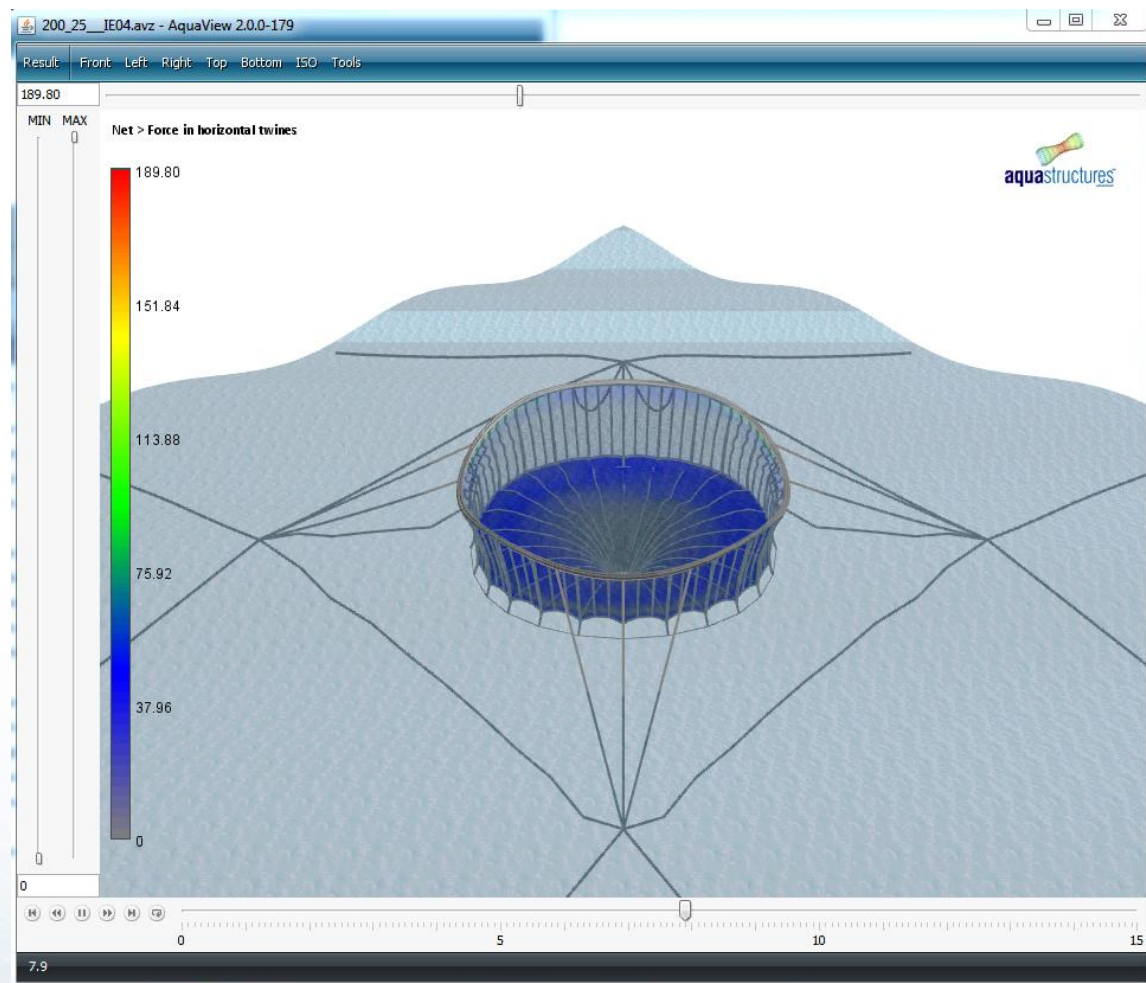 200_25__IE04.avz - AquaView 2.0.0-179
Result Front Left Right Top Bottom ISO Tools
189.80
MIN MAX
Net > Force in horizontal twines
aquastructures
189.80
151.84
113.88
75.92
37.96
0
0
0 5 10 15
7.9